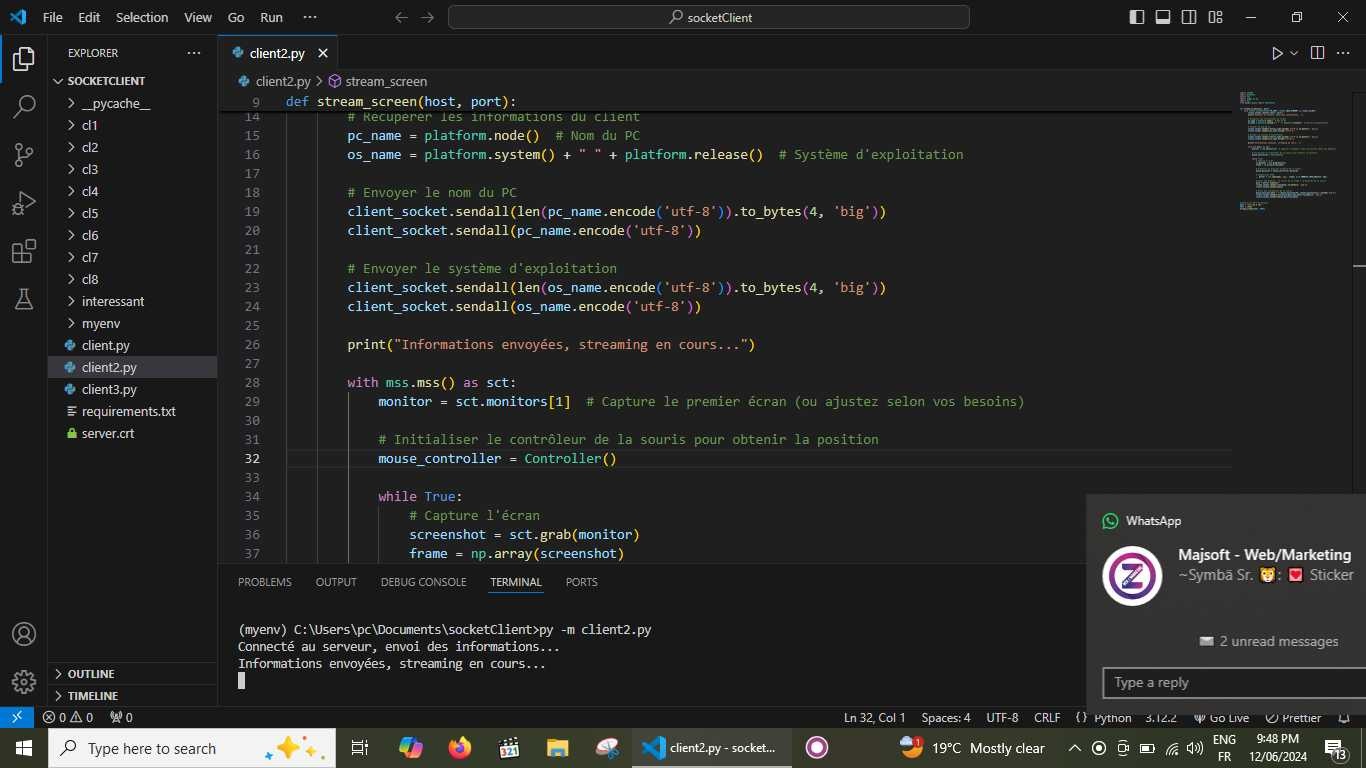 File Edit Selection View Go Run ···
socketClient
EXPLORER ···
SOCKETCLIENT
__pycache__
cl1
cl2
cl3
cl4
cl5
cl6
cl7
cl8
interessant
myenv
client.py
client2.py
client3.py
requirements.txt
server.crt
OUTLINE
TIMELINE
client2.py
client2.py > stream_screen
9 def stream_screen(host, port):
14 # Récupérer les informations du client
15 pc_name = platform.node()  # Nom du PC
16 os_name = platform.system() + " " + platform.release()  # Système d'exploitation
17
18 # Envoyer le nom du PC
19 client_socket.sendall(len(pc_name.encode('utf-8')).to_bytes(4, 'big'))
20 client_socket.sendall(pc_name.encode('utf-8'))
21
22 # Envoyer le système d'exploitation
23 client_socket.sendall(len(os_name.encode('utf-8')).to_bytes(4, 'big'))
24 client_socket.sendall(os_name.encode('utf-8'))
25
26 print("Informations envoyées, streaming en cours...")
27
28 with mss.mss() as sct:
29 monitor = sct.monitors[1]  # Capture le premier écran (ou ajustez selon vos besoins)
30
31 # Initialiser le contrôleur de la souris pour obtenir la position
32 mouse_controller = Controller()
33
34 while True:
35 # Capture l'écran
36 screenshot = sct.grab(monitor)
37 frame = np.array(screenshot)
PROBLEMS OUTPUT DEBUG CONSOLE TERMINAL PORTS
(myenv) C:\Users\pc\Documents\socketClient>py -m client2.py
Connecté au serveur, envoi des informations...
Informations envoyées, streaming en cours...
WhatsApp
Majsoft - Web/Marketing
~Symbä Sr. 🐯: 💟 Sticker
2 unread messages
Type a reply
0 0 0 Ln 32, Col 1 Spaces: 4 UTF-8 CRLF { } Python 3.12.2 Go Live Prettier
Type here to search
client2.py - socket...
1
19°C Mostly clear
ENG
FR
9:48 PM
12/06/2024
13